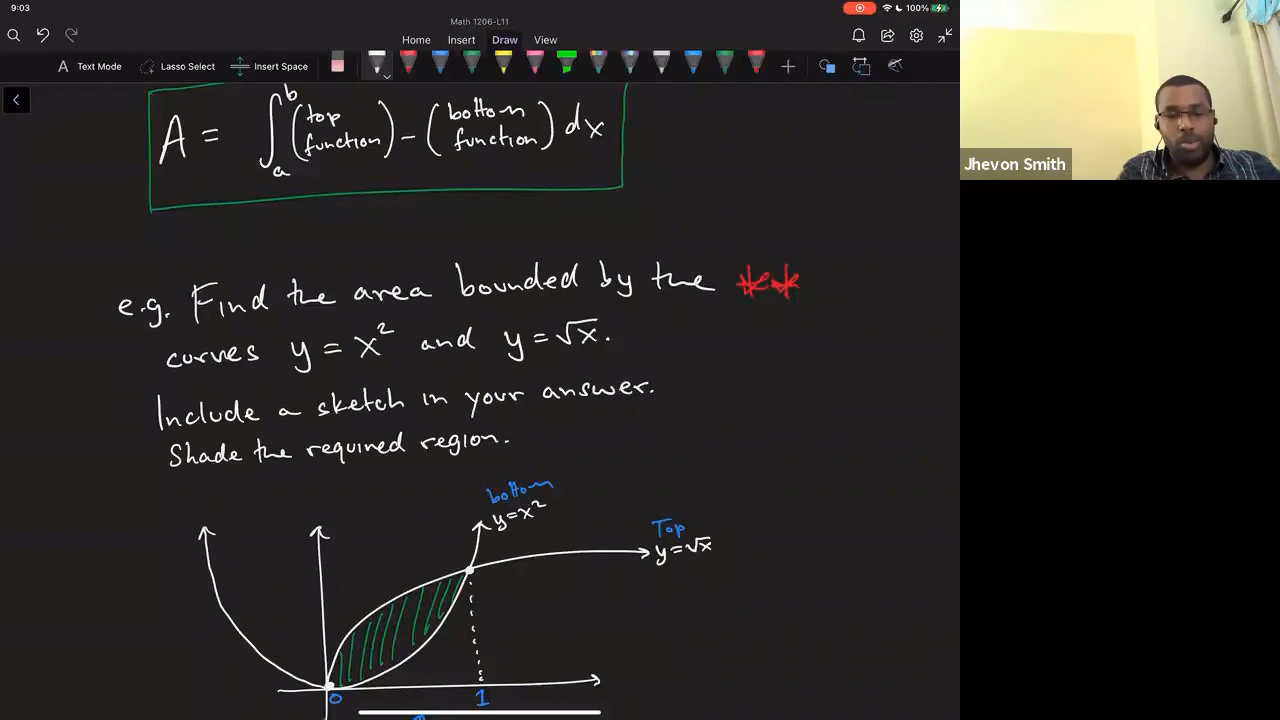 9:03
100%
Math 1206-L11
Home Insert Draw View
Text Mode Lasso Select Insert Space
Jhevon Smith
A = ∫ₐᵇ (top function) − (bottom function) dx
e.g. Find the area bounded by the
curves y = x² and y = √x.
Include a sketch in your answer.
Shade the required region.
bottom
y=x²
Top
y=√x
0 1